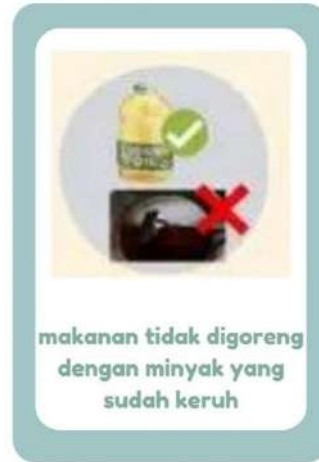 makanan tidak digoreng
dengan minyak yang
sudah keruh